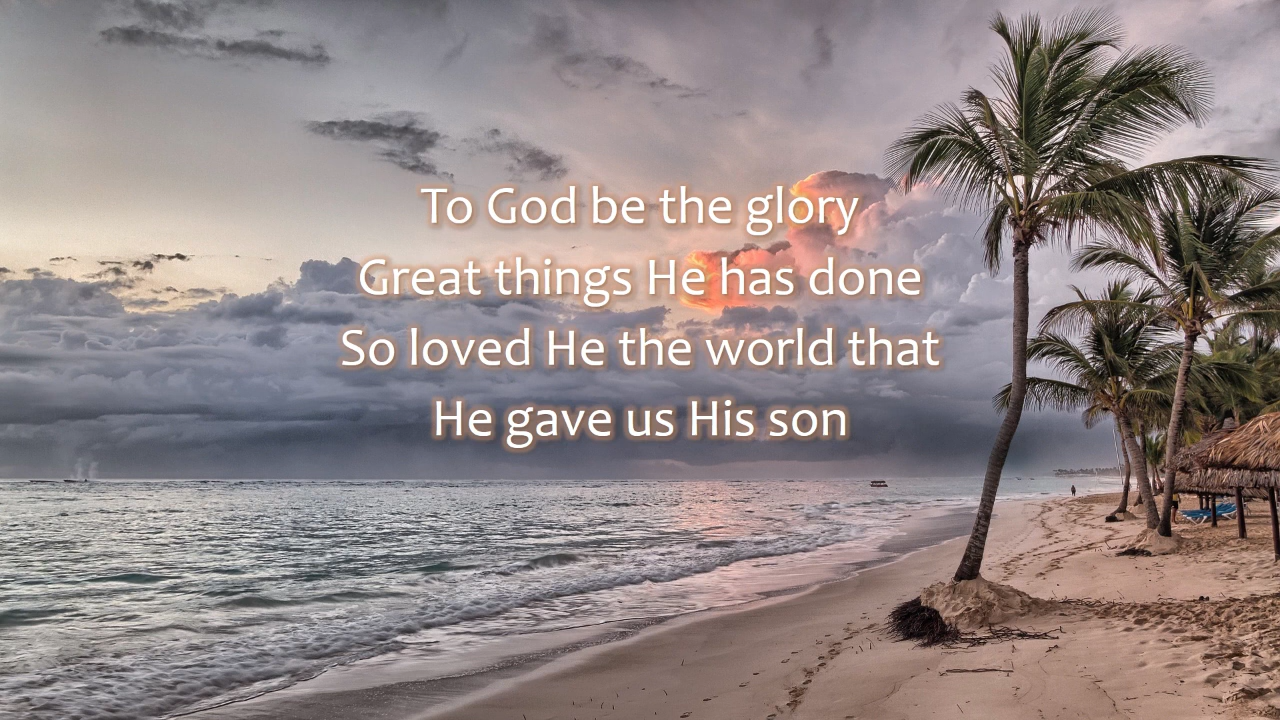 To God be the glory
Great things He has done
So loved He the world that
He gave us His son